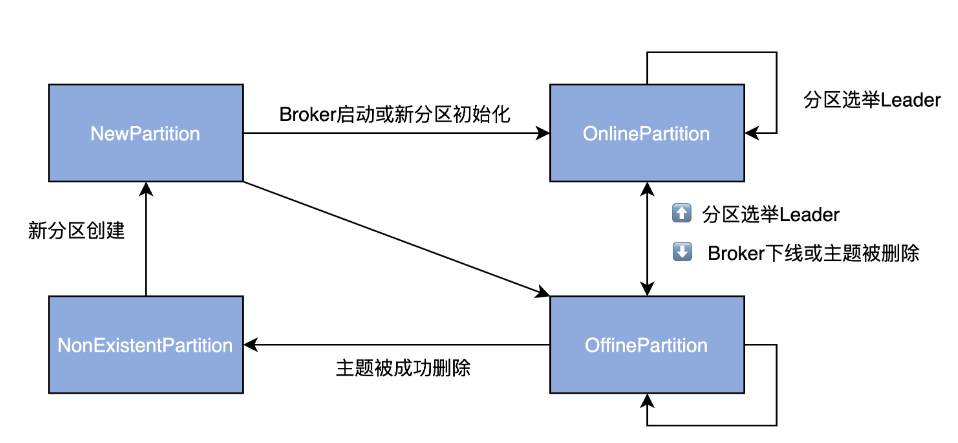 NewPartition
Broker启动或新分区初始化
OnlinePartition
分区选举Leader
新分区创建
⬆️ 分区选举Leader
⬇️ Broker下线或主题被删除
NonExistentPartition
主题被成功删除
OffinePartition